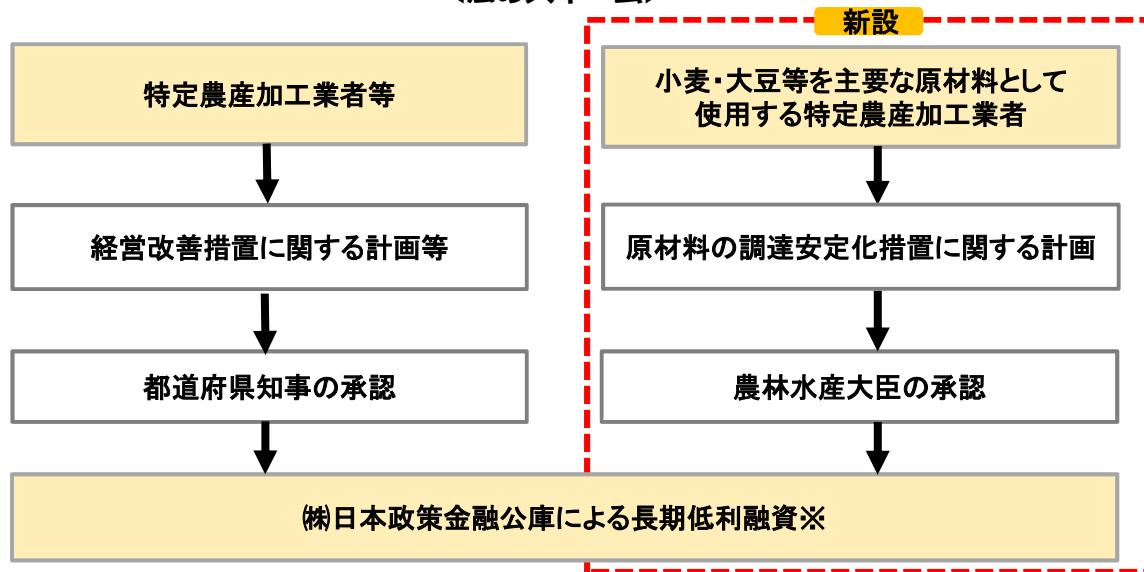 新設
特定農産加工業者等
小麦・大豆等を主要な原材料として
使用する特定農産加工業者
経営改善措置に関する計画等
原材料の調達安定化措置に関する計画
都道府県知事の承認
農林水産大臣の承認
㈱日本政策金融公庫による長期低利融資※